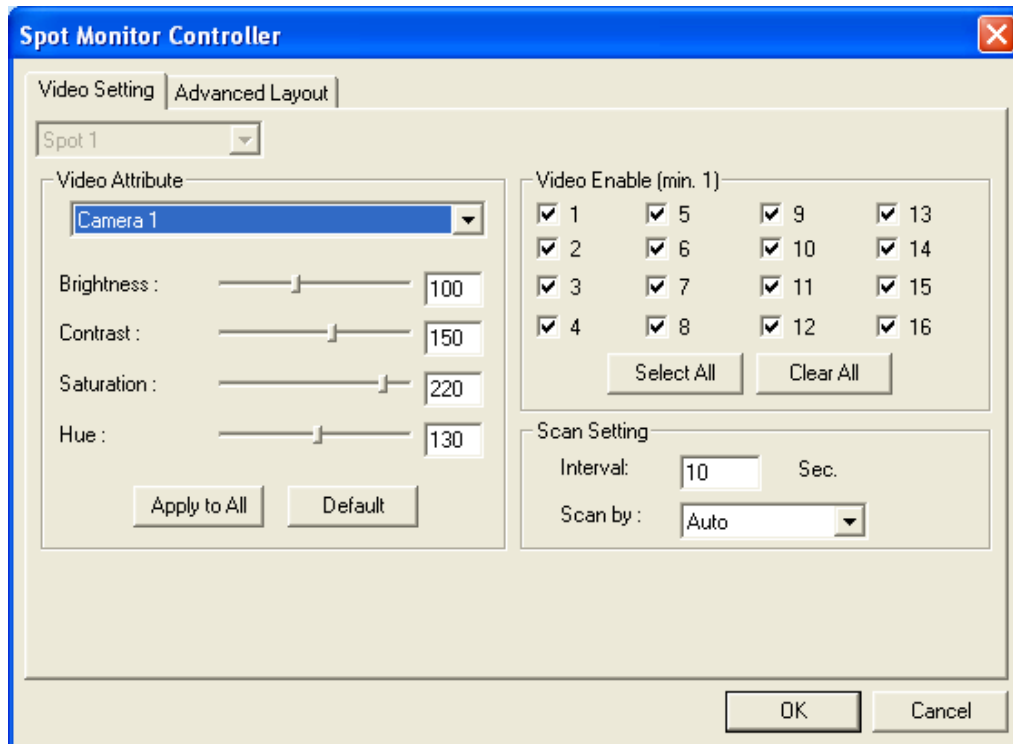 Spot Monitor Controller
Video Setting
Advanced Layout
Spot 1
Video Attribute
Camera 1
Brightness : 100
Contrast : 150
Saturation : 220
Hue : 130
Apply to All Default
Video Enable (min. 1)
1 5 9 13
2 6 10 14
3 7 11 15
4 8 12 16
Select All Clear All
Scan Setting
Interval: 10 Sec.
Scan by : Auto
OK Cancel